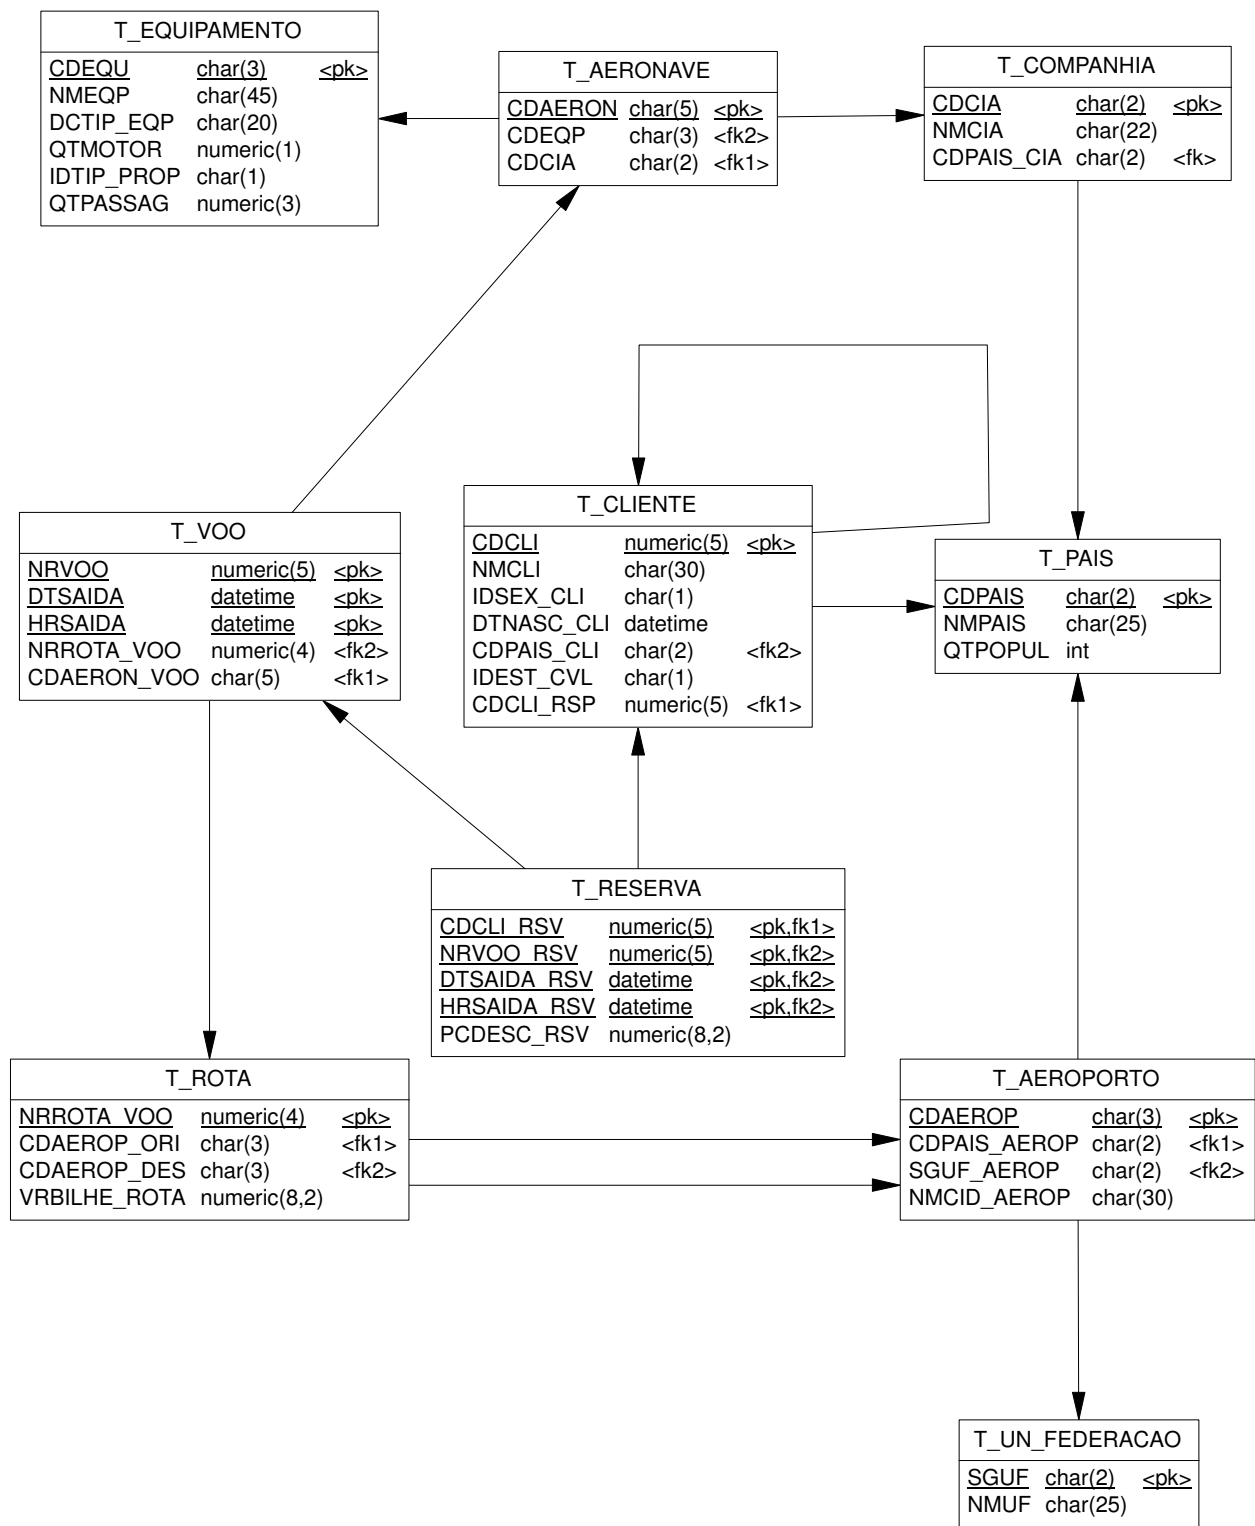 T_EQUIPAMENTO
CDEQU char(3) <pk>
NMEQP char(45)
DCTIP_EQP char(20)
QTMOTOR numeric(1)
IDTIP_PROP char(1)
QTPASSAG numeric(3)
T_AERONAVE
CDAERON char(5) <pk>
CDEQP char(3) <fk2>
CDCIA char(2) <fk1>
T_COMPANHIA
CDCIA char(2) <pk>
NMCIA char(22)
CDPAIS_CIA char(2) <fk>
T_VOO
NRVOO numeric(5) <pk>
DTSAIDA datetime <pk>
HRSAIDA datetime <pk>
NRROTA_VOO numeric(4) <fk2>
CDAERON_VOO char(5) <fk1>
T_CLIENTE
CDCLI numeric(5) <pk>
NMCLI char(30)
IDSEX_CLI char(1)
DTNASC_CLI datetime
CDPAIS_CLI char(2) <fk2>
IDEST_CVL char(1)
CDCLI_RSP numeric(5) <fk1>
T_PAIS
CDPAIS char(2) <pk>
NMPAIS char(25)
QTPOPUL int
T_RESERVA
CDCLI_RSV numeric(5) <pk,fk1>
NRVOO_RSV numeric(5) <pk,fk2>
DTSAIDA_RSV datetime <pk,fk2>
HRSAIDA_RSV datetime <pk,fk2>
PCDESC_RSV numeric(8,2)
T_ROTA
NRROTA_VOO numeric(4) <pk>
CDAEROP_ORI char(3) <fk1>
CDAEROP_DES char(3) <fk2>
VRBILHE_ROTA numeric(8,2)
T_AEROPORTO
CDAEROP char(3) <pk>
CDPAIS_AEROP char(2) <fk1>
SGUF_AEROP char(2) <fk2>
NMCID_AEROP char(30)
T_UN_FEDERACAO
SGUF char(2) <pk>
NMUF char(25)